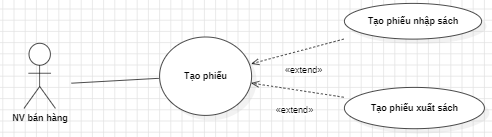 Tạo phiếu nhập sách
Tạo phiếu
«extend»
«extend»
Tạo phiếu xuất sách
NV bán hàng